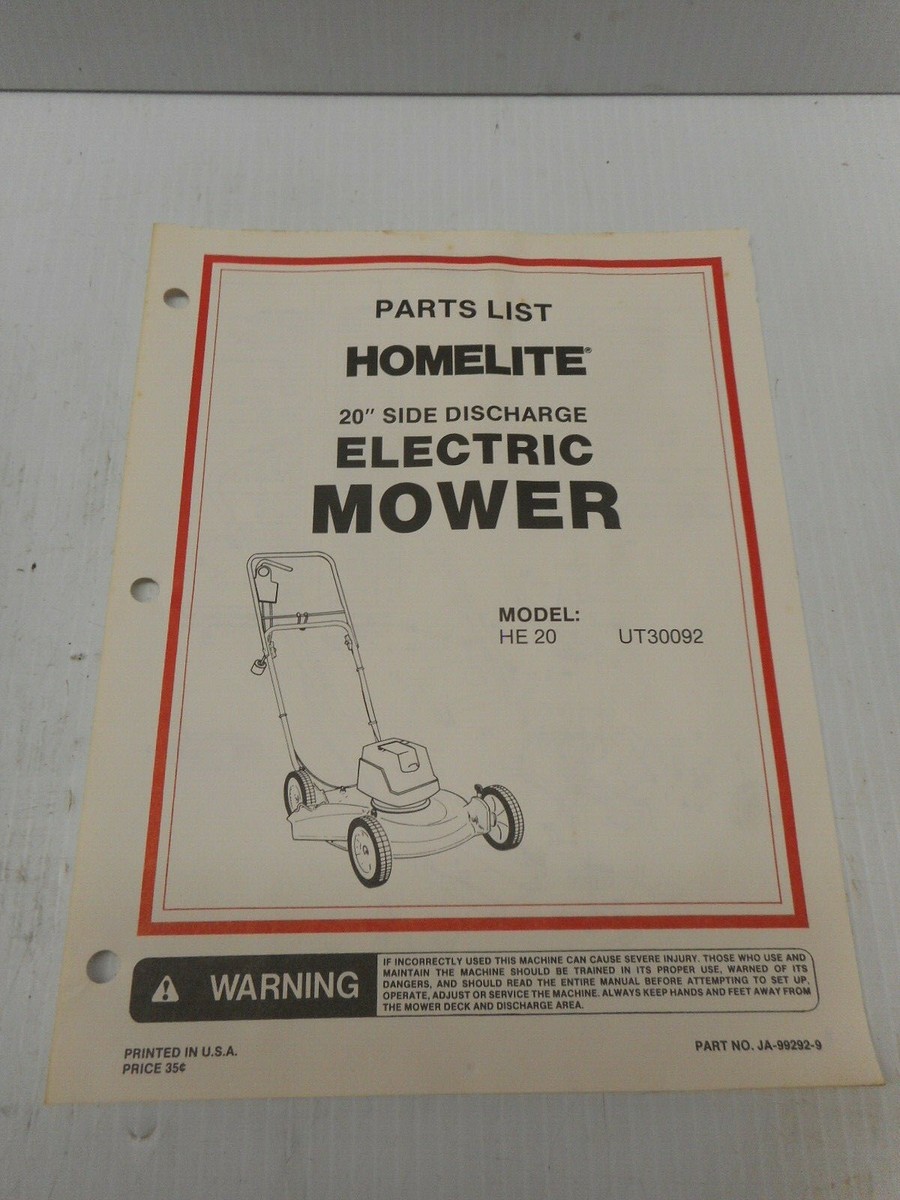 PARTS LIST
HOMELITE®
20" SIDE DISCHARGE
ELECTRIC
MOWER
MODEL:
HE 20 UT30092
WARNING
IF INCORRECTLY USED THIS MACHINE CAN CAUSE SEVERE INJURY. THOSE WHO USE AND
MAINTAIN THE MACHINE SHOULD BE TRAINED IN ITS PROPER USE, WARNED OF ITS
DANGERS, AND SHOULD READ THE ENTIRE MANUAL BEFORE ATTEMPTING TO SET UP,
OPERATE, ADJUST OR SERVICE THE MACHINE. ALWAYS KEEP HANDS AND FEET AWAY FROM
THE MOWER DECK AND DISCHARGE AREA.
PRINTED IN U.S.A.
PRICE 35¢
PART NO. JA-99292-9